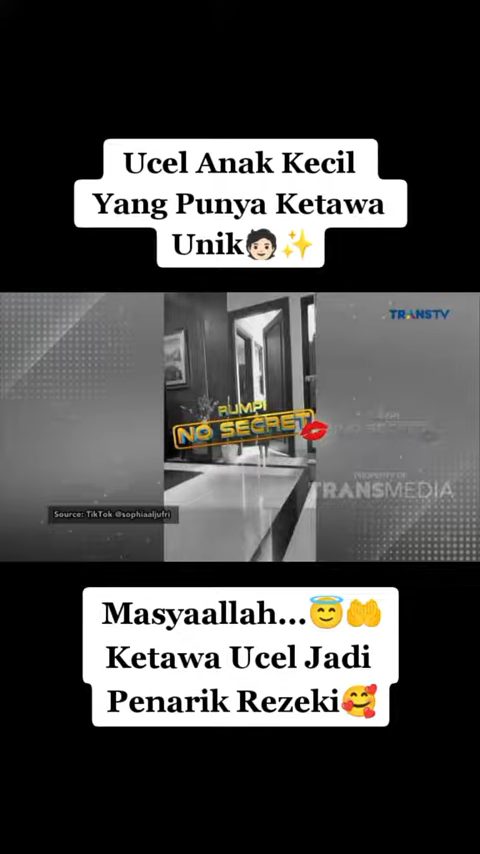 Ucel Anak Kecil
Yang Punya Ketawa
Unik🧑🏻✨
TRANSTV
RUMPI
NO SECRET
PROPERTY OF
TRANSMEDIA
Source: TikTok @sophiaaljufri
Masyaallah...😇🤲
Ketawa Ucel Jadi
Penarik Rezeki🥰